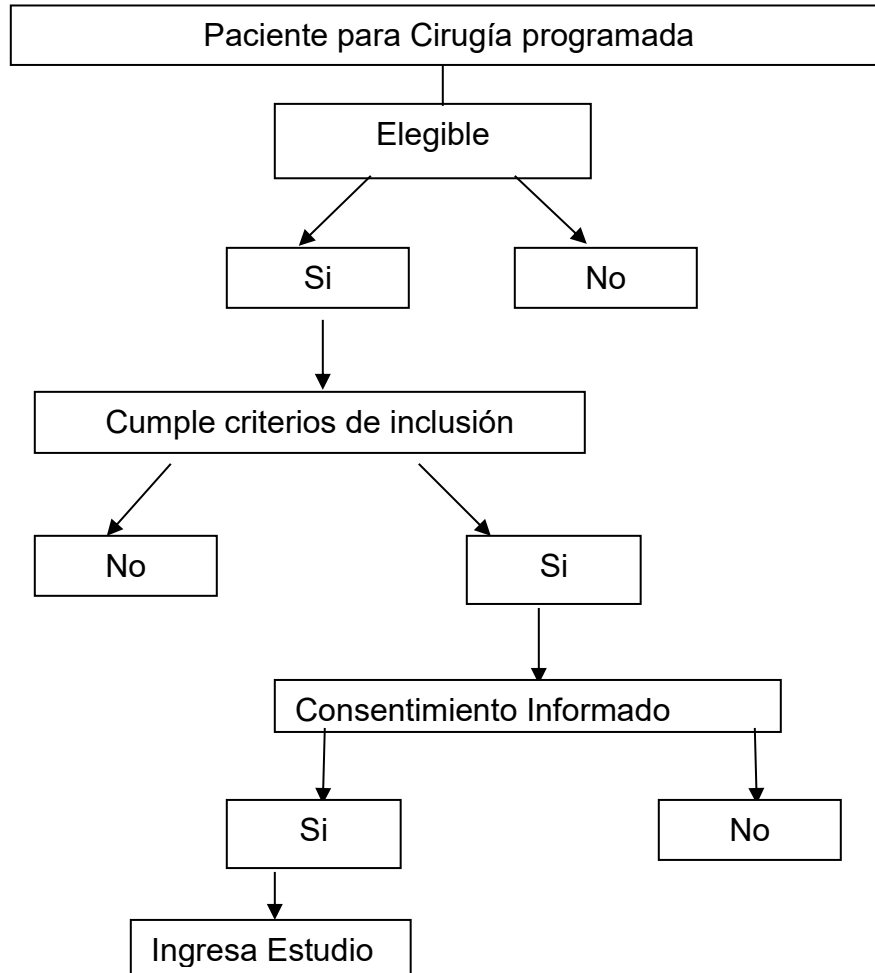 Paciente para Cirugía programada
Elegible
Si
No
Cumple criterios de inclusión
No
Si
Consentimiento Informado
Si
No
Ingresa Estudio